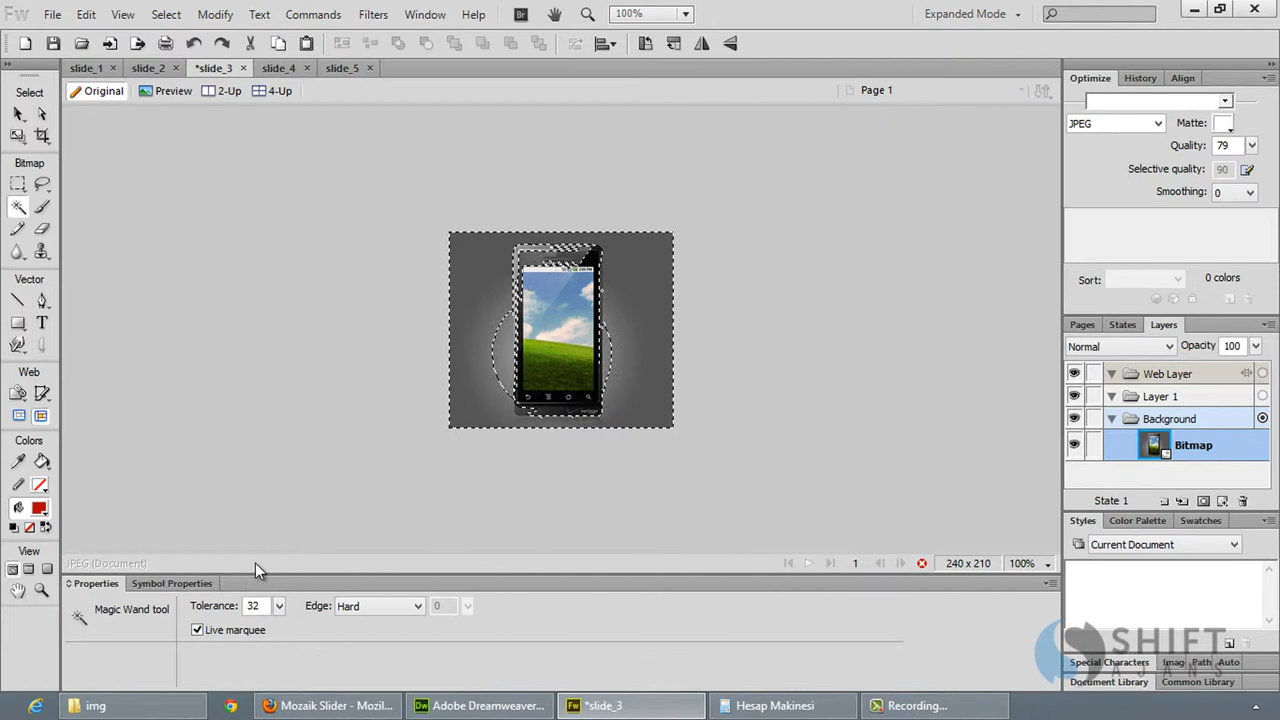 Fw File Edit View Select Modify Text Commands Filters Window Help Br 100% Expanded Mode
slide_1 slide_2 *slide_3 slide_4 slide_5
Original Preview 2-Up 4-Up Page 1
Select
Bitmap
Vector
Web
Colors
View
Optimize History Align
JPEG Matte:
Quality: 79
Selective quality: 90
Smoothing: 0
Sort: 0 colors
Pages States Layers
Normal Opacity 100
Web Layer
Layer 1
Background
Bitmap
State 1
Styles Color Palette Swatches
Current Document
JPEG (Document) 1 240 x 210 100%
Properties Symbol Properties
Magic Wand tool Tolerance: 32 Edge: Hard 0
Live marquee
SHIFT
AJANS
Special Characters Imag Path Auto
Document Library Common Library
img Mozaik Slider - Mozil... Dw Adobe Dreamweaver... Fw *slide_3 Hesap Makinesi Recording...